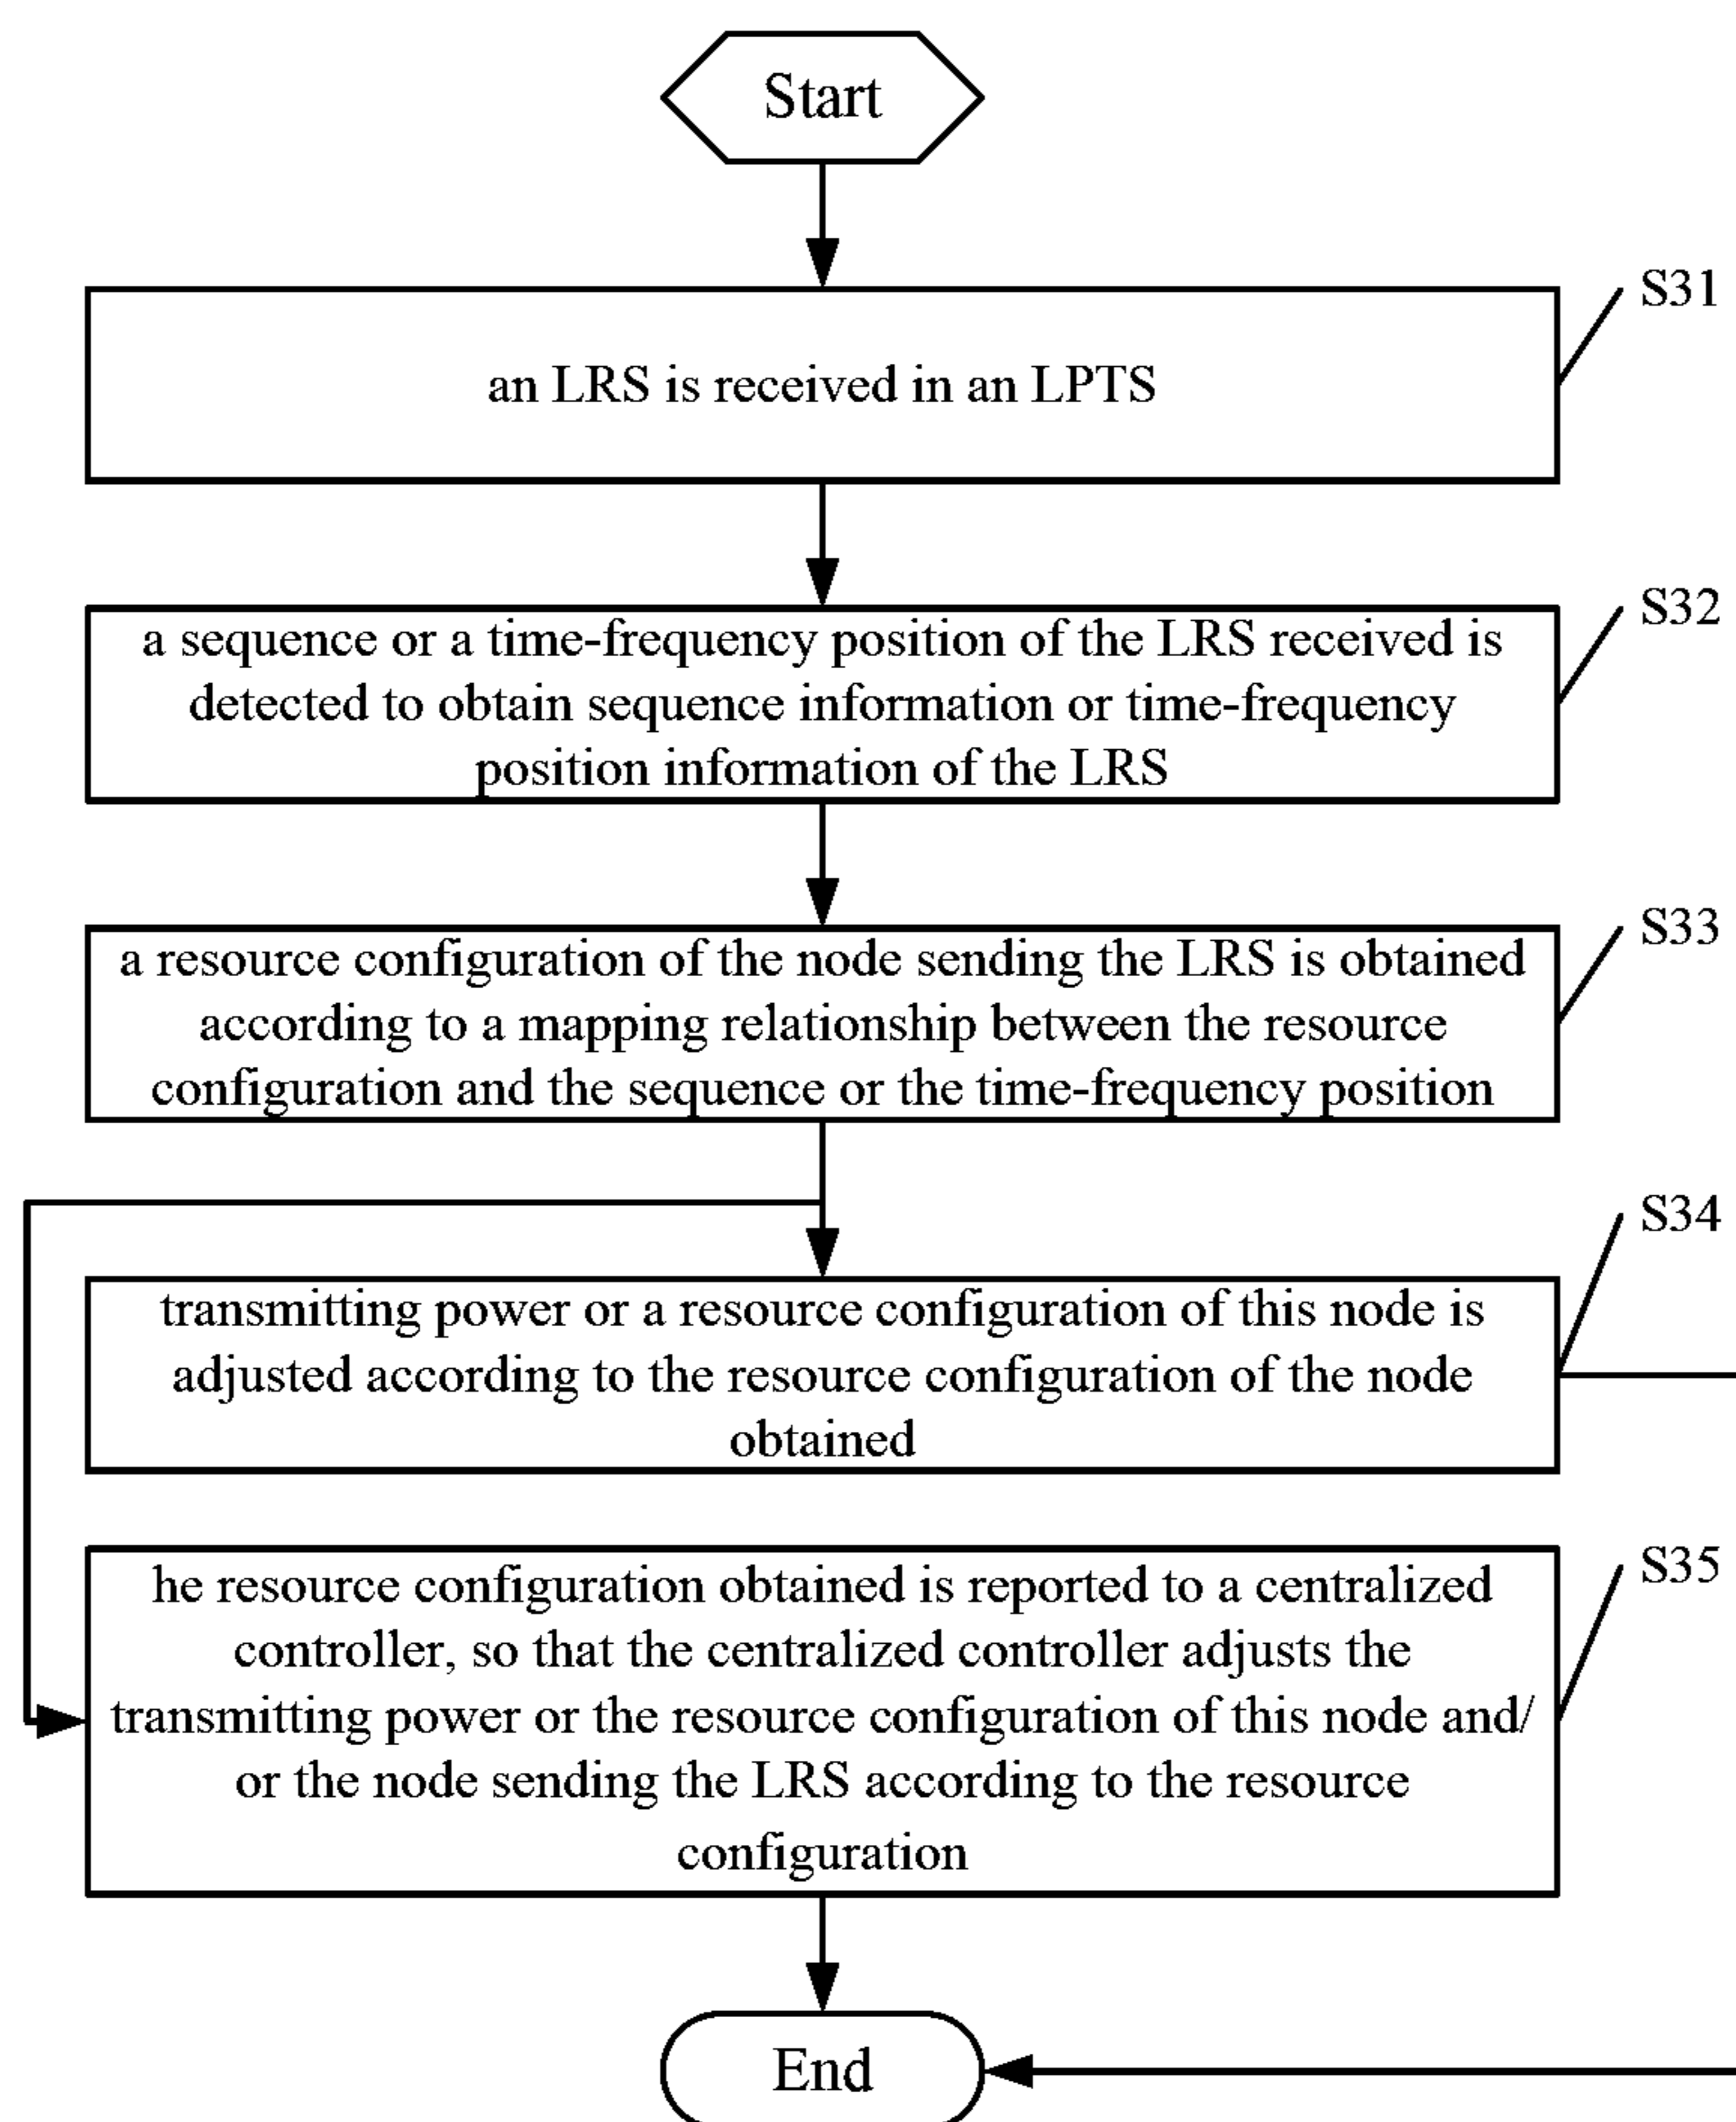 Start
S31
an LRS is received in an LPTS
S32
a sequence or a time-frequency position of the LRS received is
detected to obtain sequence information or time-frequency
position information of the LRS
S33
a resource configuration of the node sending the LRS is obtained
according to a mapping relationship between the resource
configuration and the sequence or the time-frequency position
S34
transmitting power or a resource configuration of this node is
adjusted according to the resource configuration of the node
obtained
S35
he resource configuration obtained is reported to a centralized
controller, so that the centralized controller adjusts the
transmitting power or the resource configuration of this node and/
or the node sending the LRS according to the resource
configuration
End